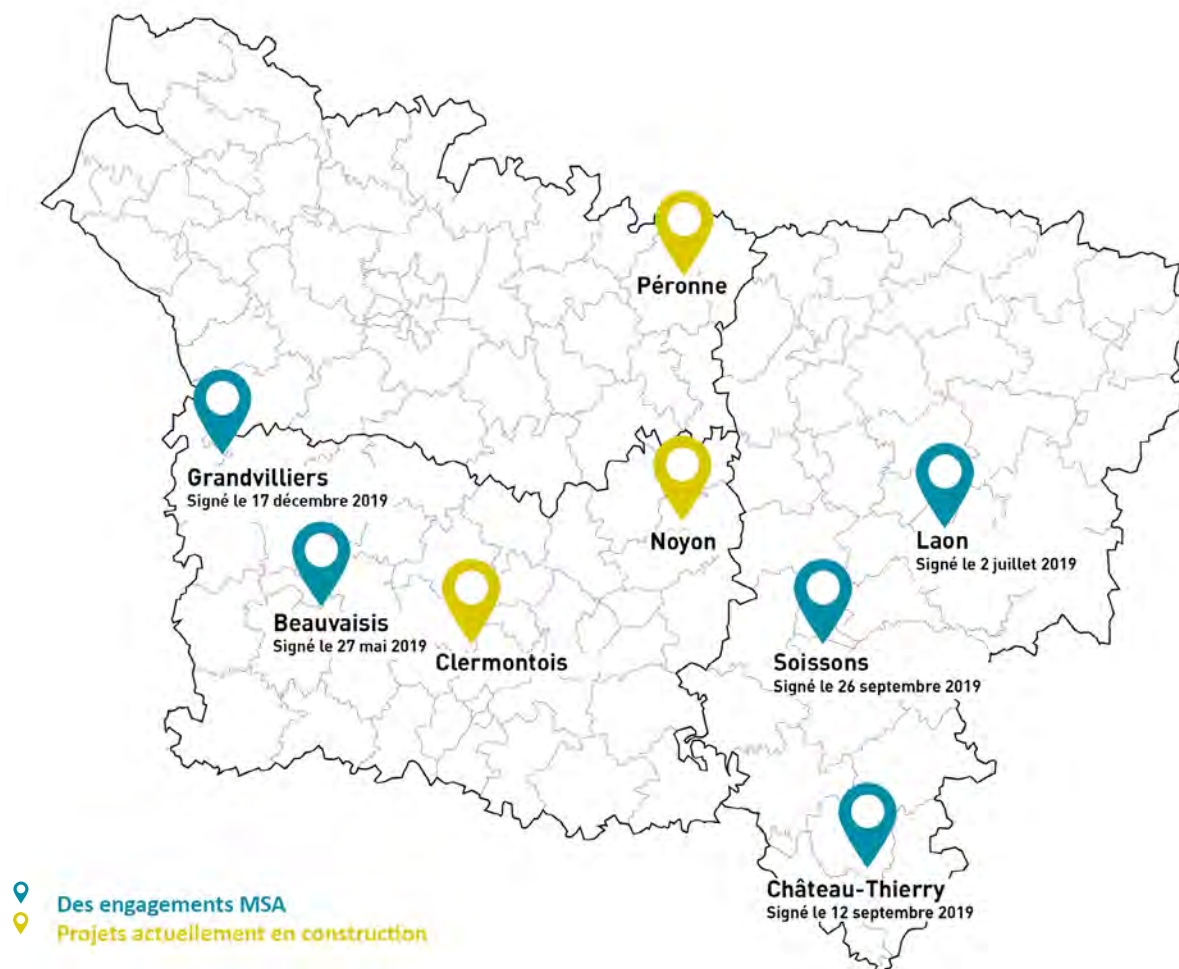 Péronne
Grandvilliers
Signé le 17 décembre 2019
Noyon
Laon
Signé le 2 juillet 2019
Beauvaisis
Signé le 27 mai 2019
Clermontois
Soissons
Signé le 26 septembre 2019
Château-Thierry
Signé le 12 septembre 2019
Des engagements MSA
Projets actuellement en construction